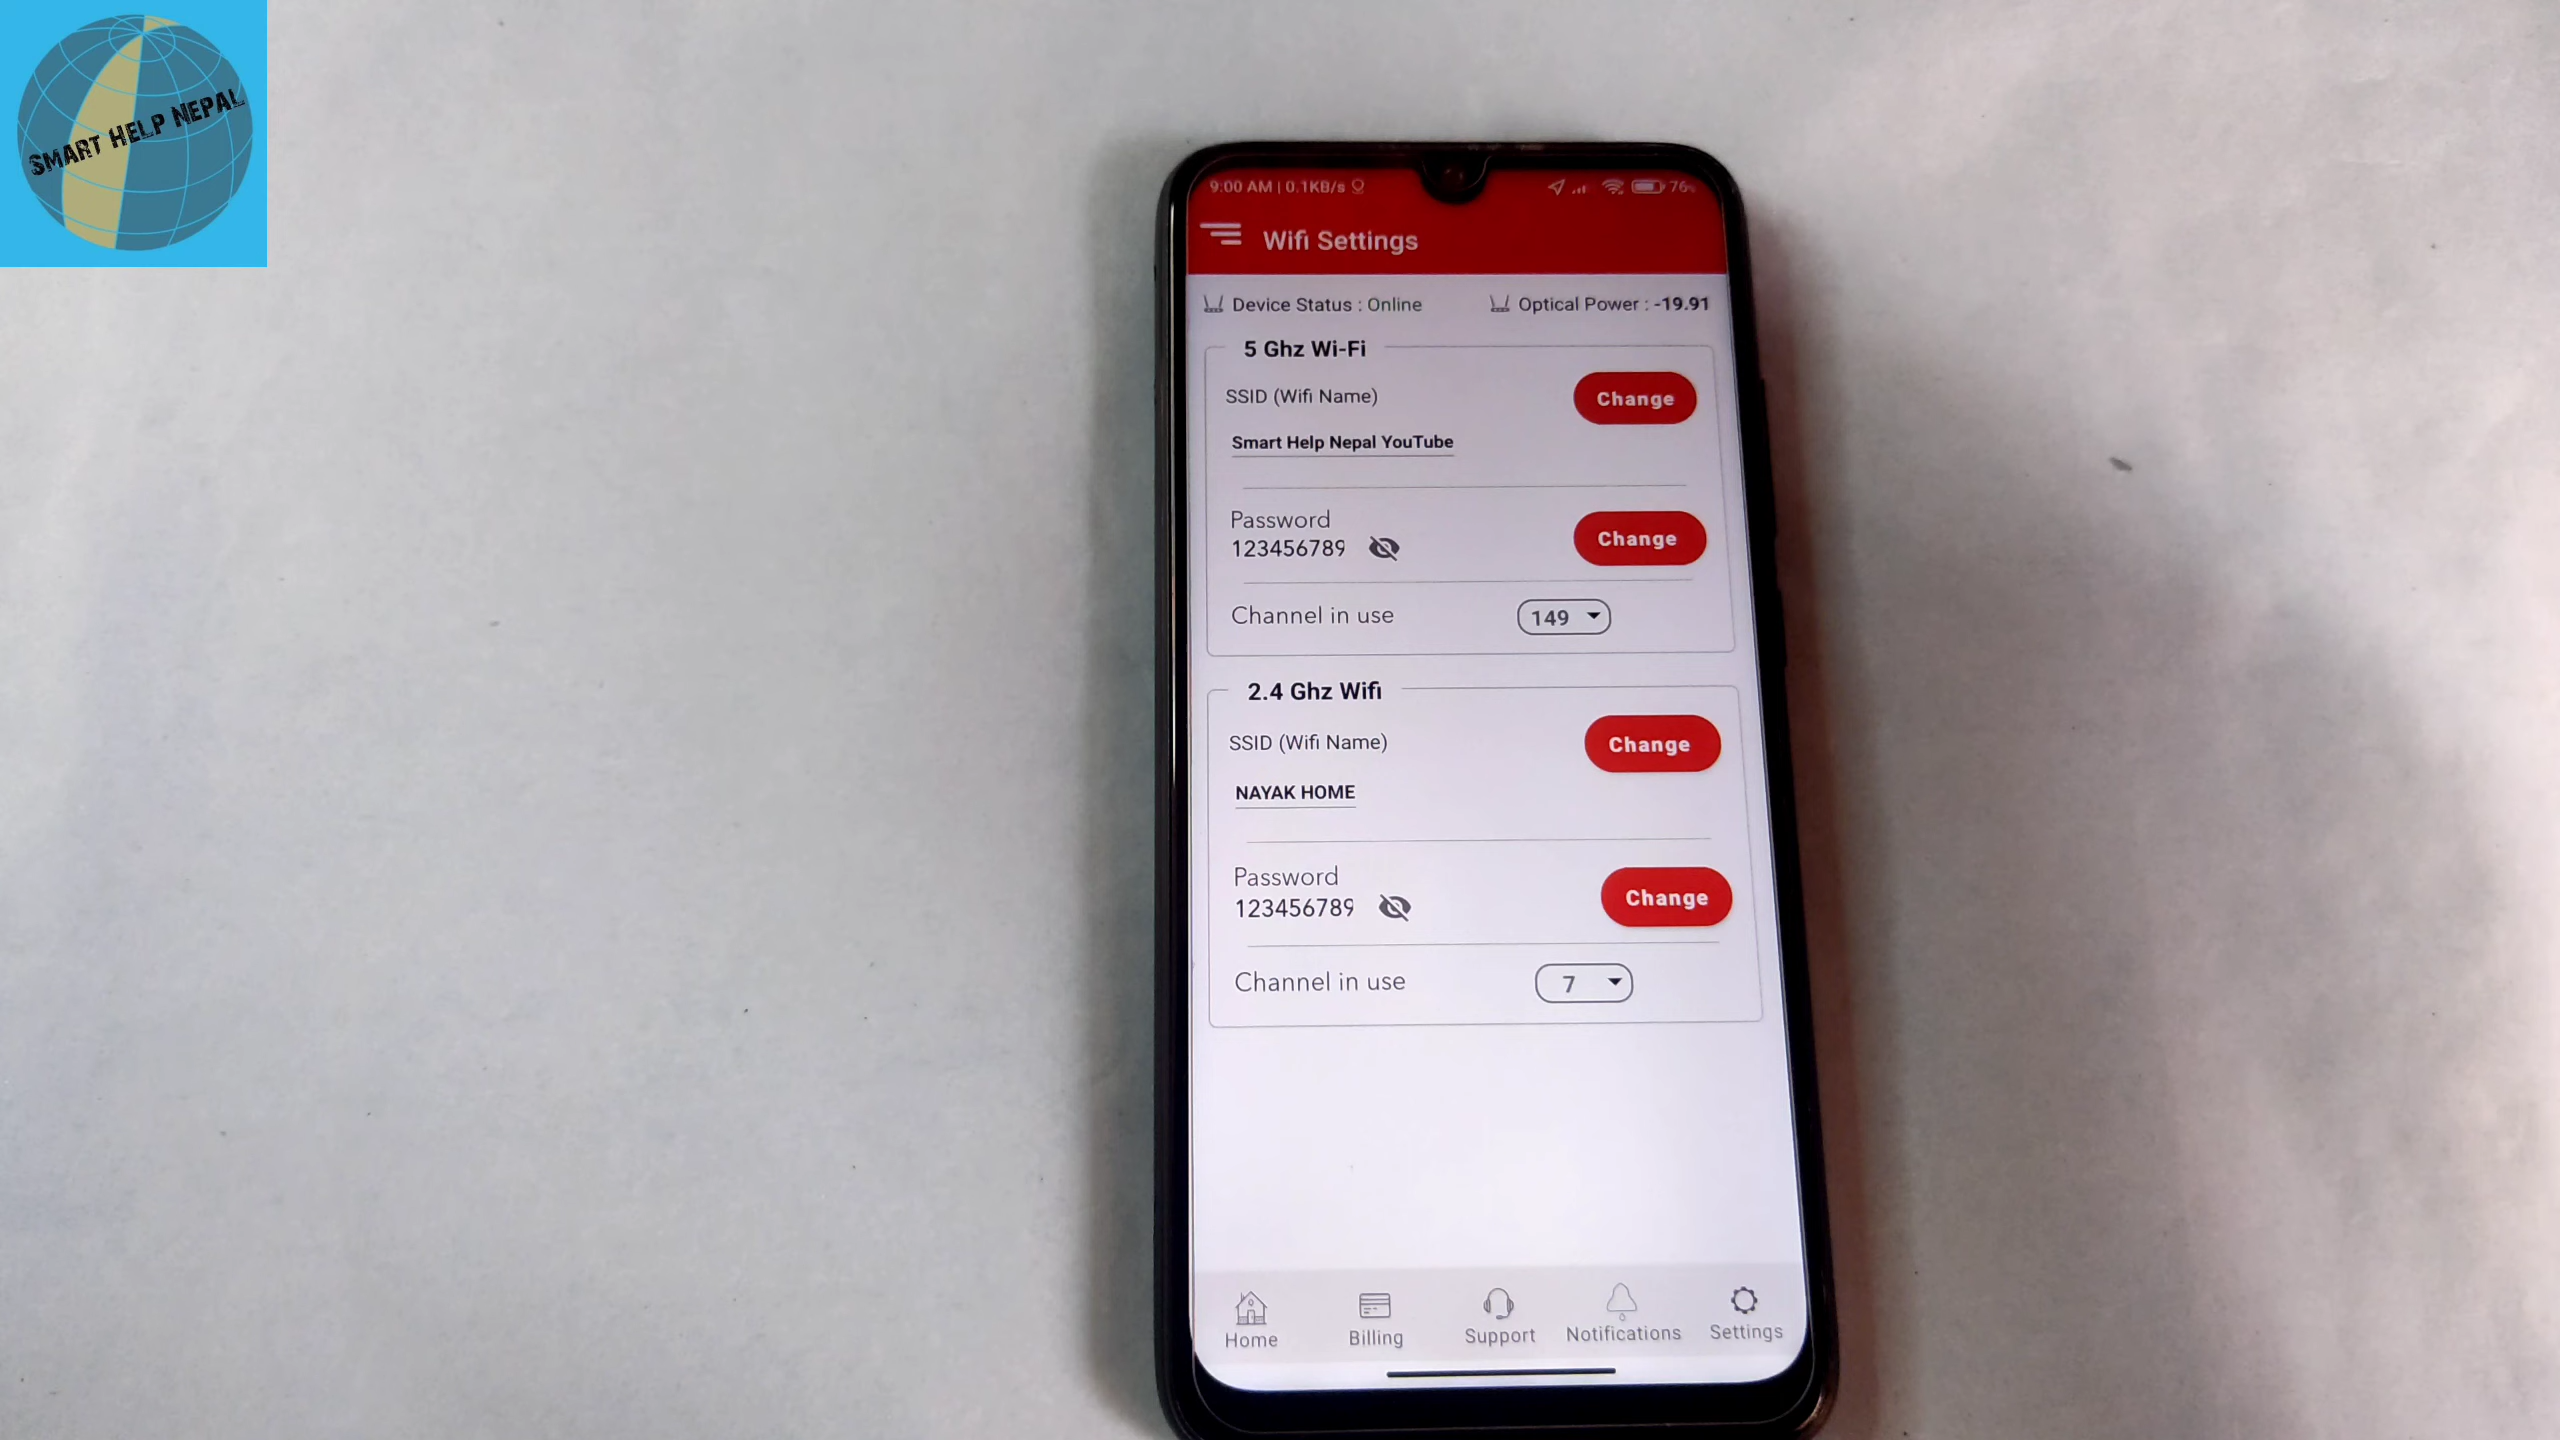 SMART HELP NEPAL
9:00 AM | 0.1KB/s 76%
Wifi Settings
Device Status : Online Optical Power : -19.91
5 Ghz Wi-Fi
SSID (Wifi Name) Change
Smart Help Nepal YouTube
Password
123456789 Change
Channel in use 149
2.4 Ghz Wifi
SSID (Wifi Name) Change
NAYAK HOME
Password
123456789 Change
Channel in use 7
Home Billing Support Notifications Settings